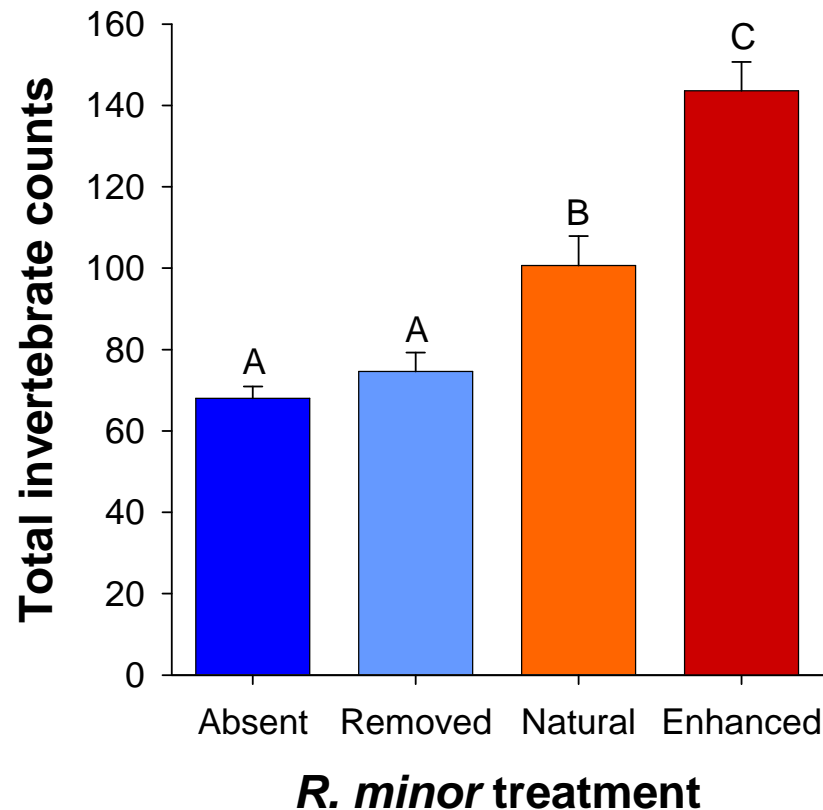 Total invertebrate counts
160
140
120
100
80
60
40
20
0
A
A
B
C
Absent Removed Natural Enhanced
R. minor treatment